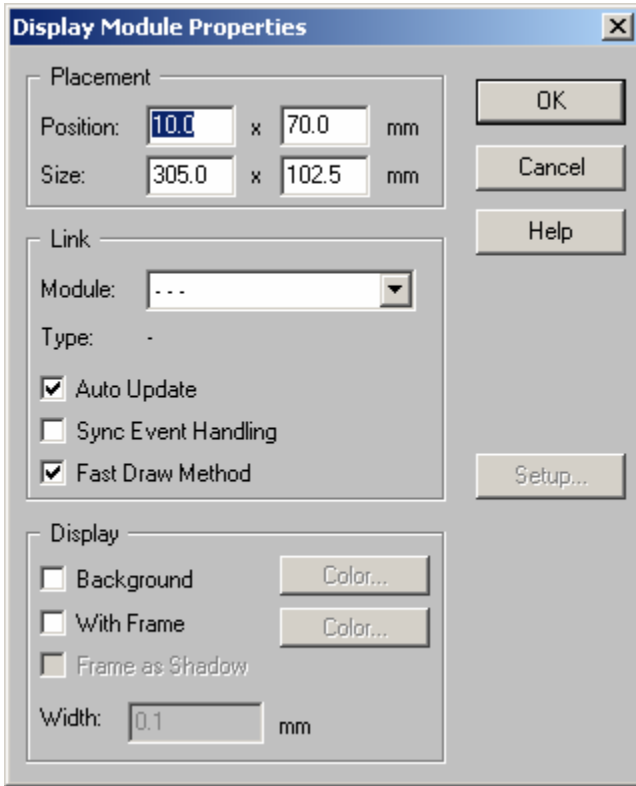 Display Module Properties
Placement
Position: 10.0 x 70.0 mm
Size: 305.0 x 102.5 mm
OK
Cancel
Help
Link
Module: - - -
Type: -
Auto Update
Sync Event Handling
Fast Draw Method
Setup...
Display
Background Color...
With Frame Color...
Frame as Shadow
Width: 0.1 mm